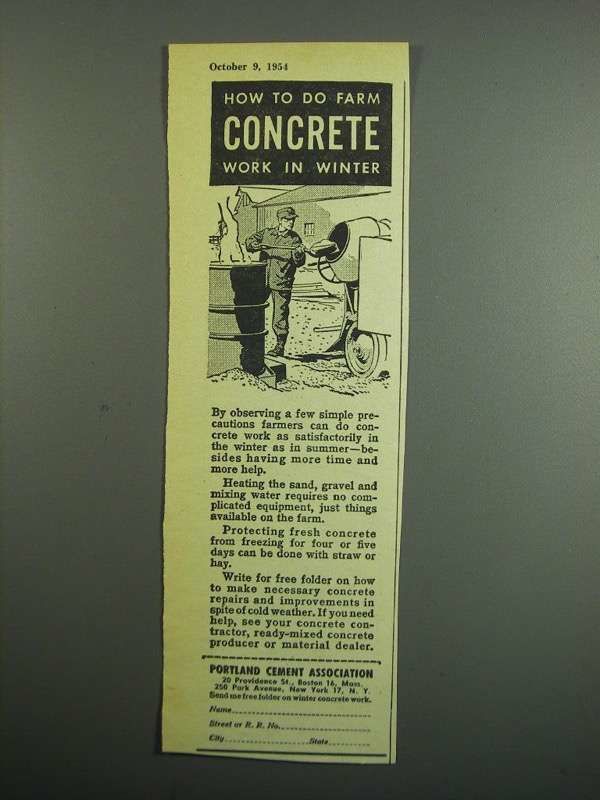 October 9, 1954
HOW TO DO FARM
CONCRETE
WORK IN WINTER
By observing a few simple pre-
cautions farmers can do con-
crete work as satisfactorily in
the winter as in summer—be-
sides having more time and
more help.
Heating the sand, gravel and
mixing water requires no com-
plicated equipment, just things
available on the farm.
Protecting fresh concrete
from freezing for four or five
days can be done with straw or
hay.
Write for free folder on how
to make necessary concrete
repairs and improvements in
spite of cold weather. If you need
help, see your concrete con-
tractor, ready-mixed concrete
producer or material dealer.
PORTLAND CEMENT ASSOCIATION
20 Providence St., Boston 16, Mass.
250 Park Avenue, New York 17, N. Y.
Send me free folder on winter concrete work.
Name
Street or R. R. No.
City State